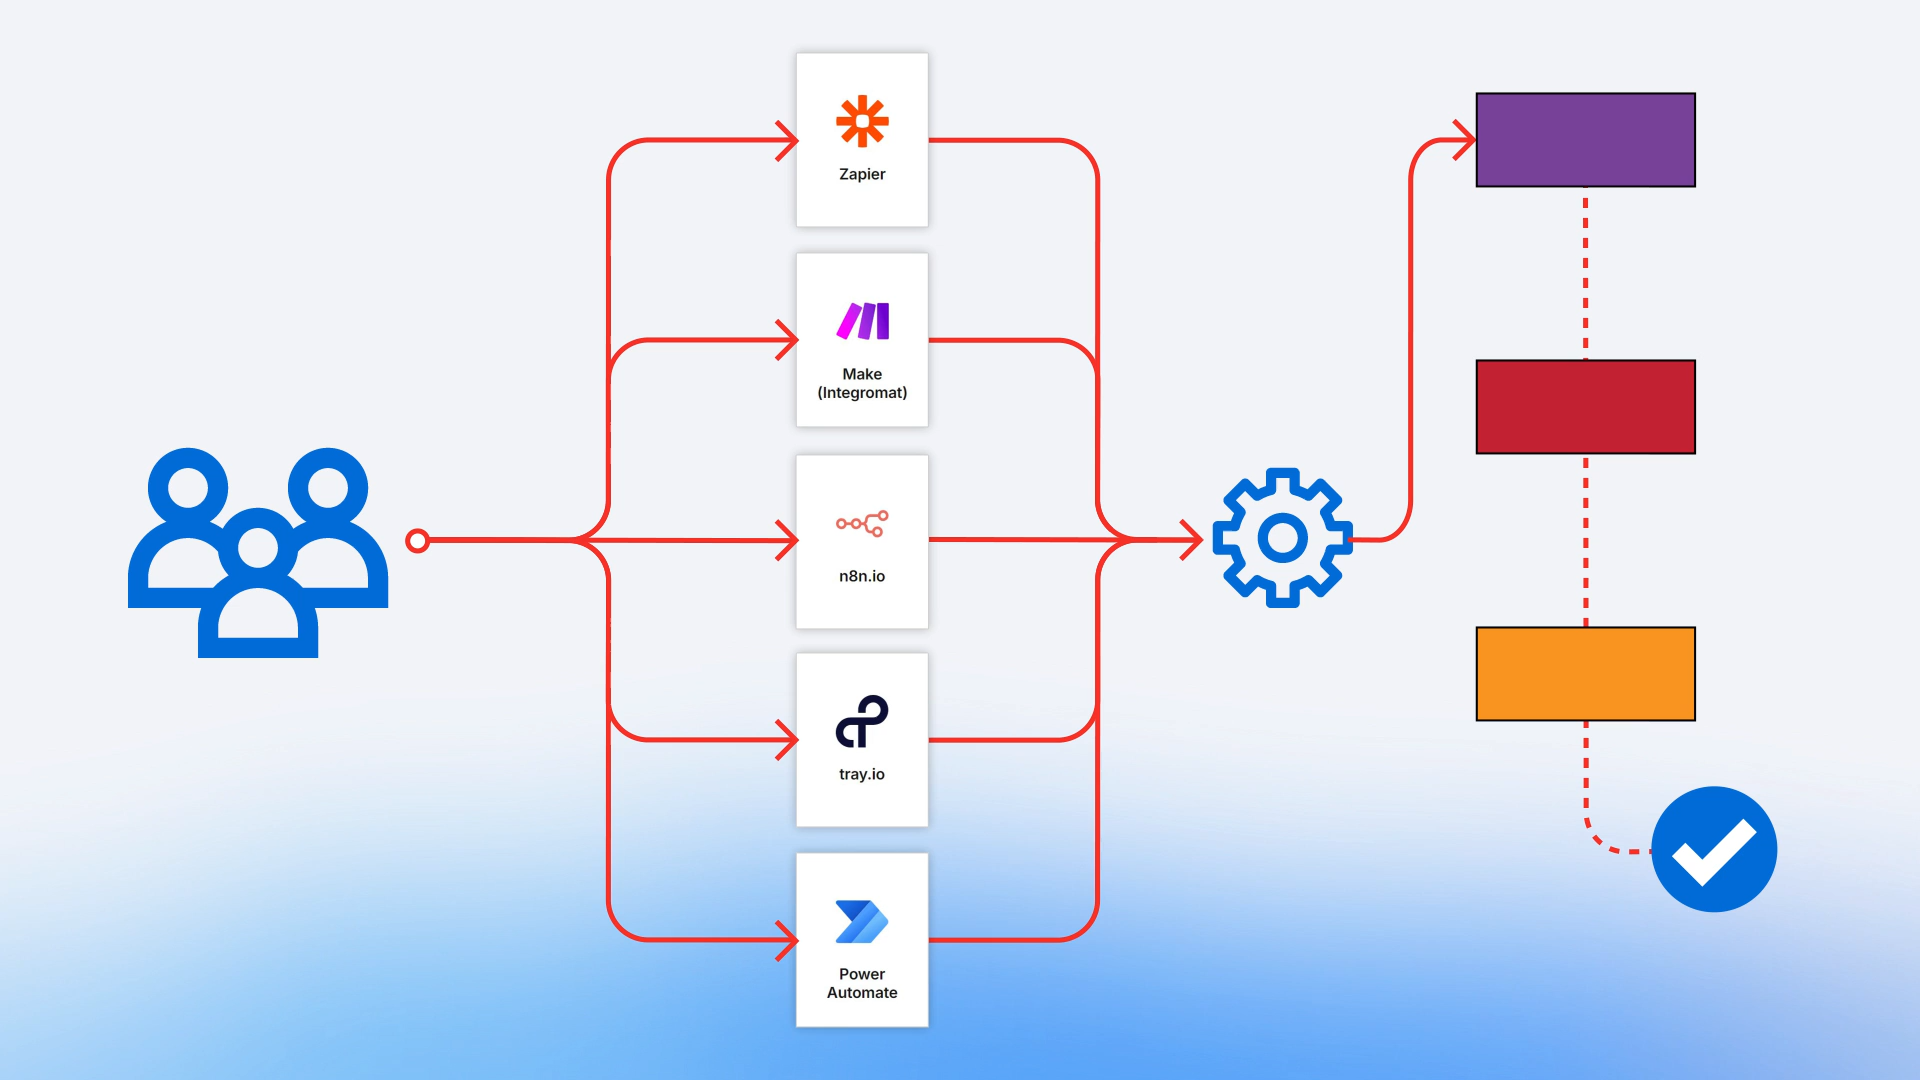 Zapier
Make
(Integromat)
n8n.io
tray.io
Power
Automate